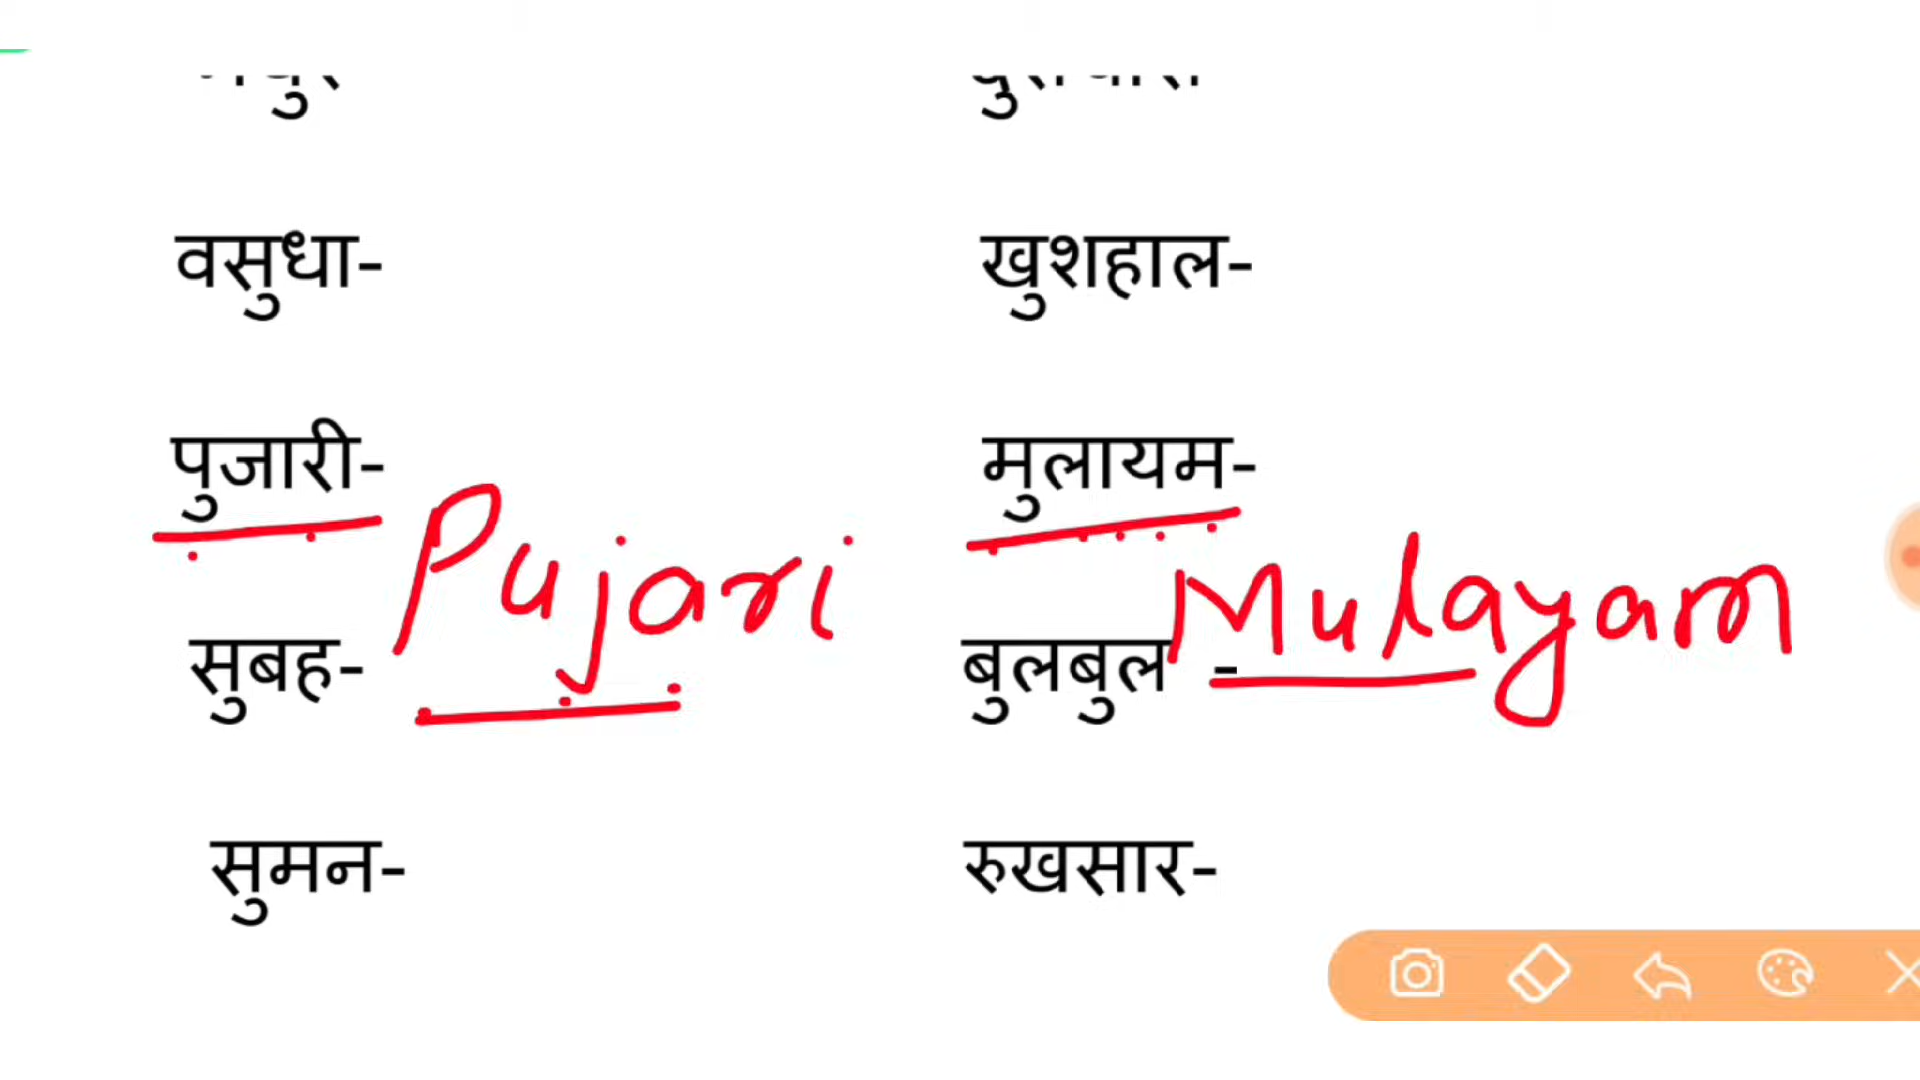 वसुधा- खुशहाल-
पुजारी- मुलायम-
Pujari Mulayam
सुबह- बुलबुल -
सुमन- रुखसार-